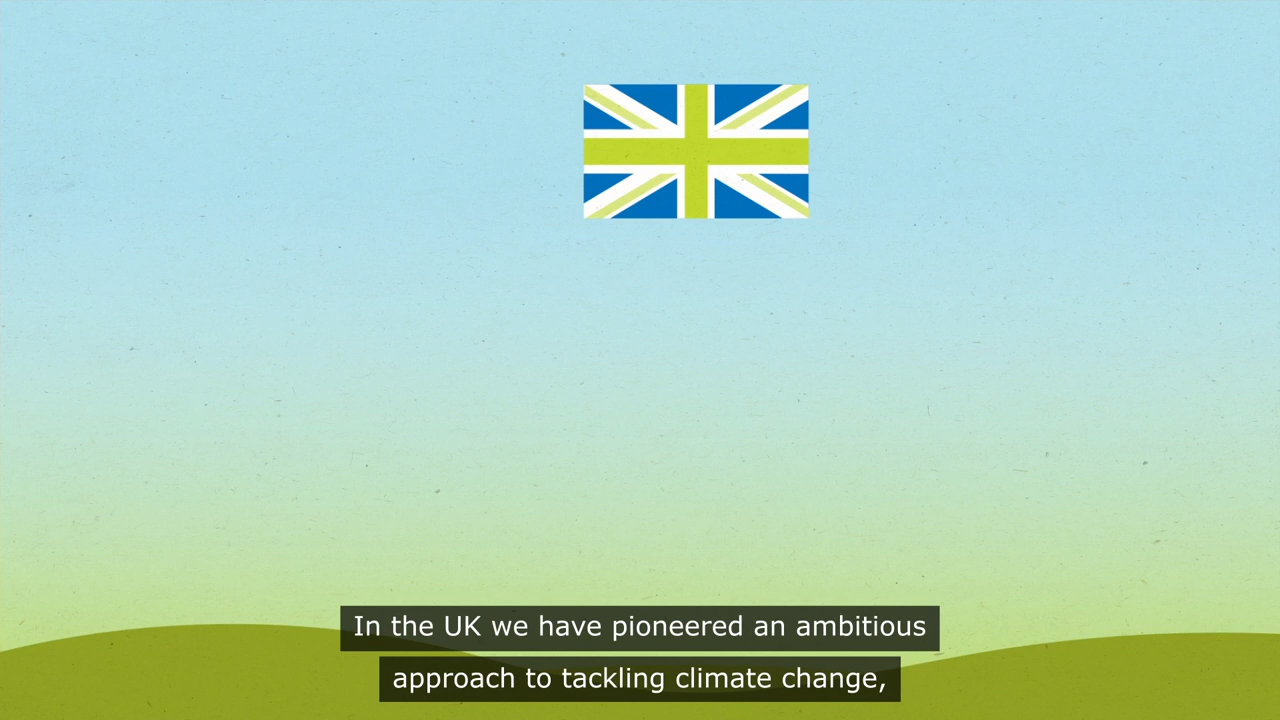 In the UK we have pioneered an ambitious
approach to tackling climate change,